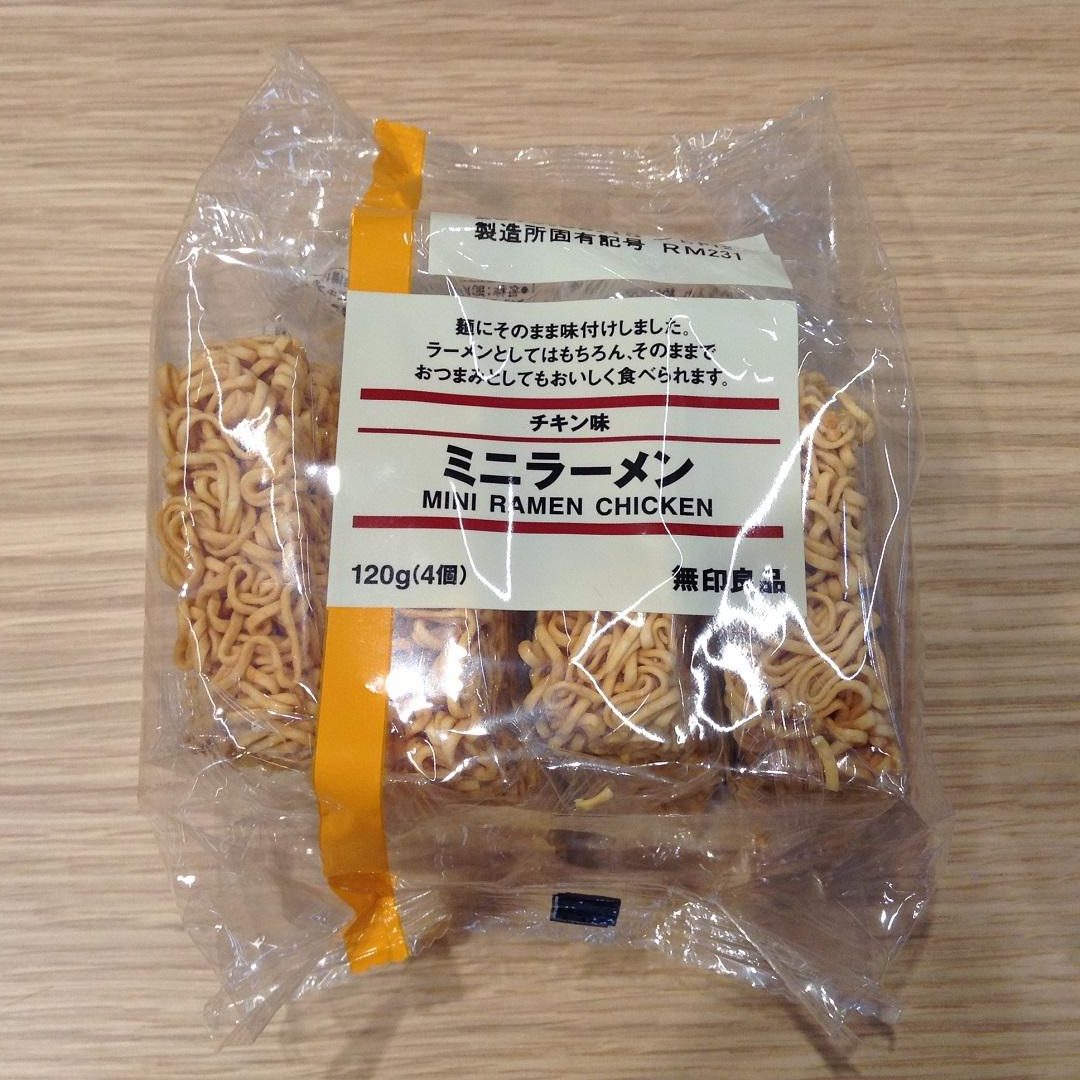 製造所固有記号 RM231
麺にそのまま味付けしました。
ラーメンとしてはもちろん、そのままで
おつまみとしてもおいしく食べられます。
チキン味
ミニラーメン
MINI RAMEN CHICKEN
120g(4個)
無印良品